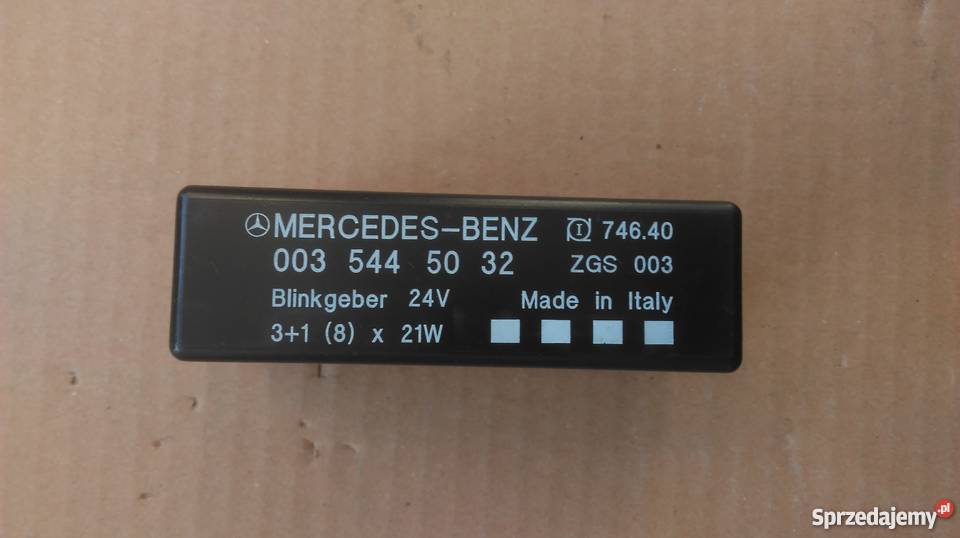 MERCEDES-BENZ I 746.40
003 544 50 32 ZGS 003
Blinkgeber 24V Made in Italy
3+1 (8) x 21W
Sprzedajemy.pl